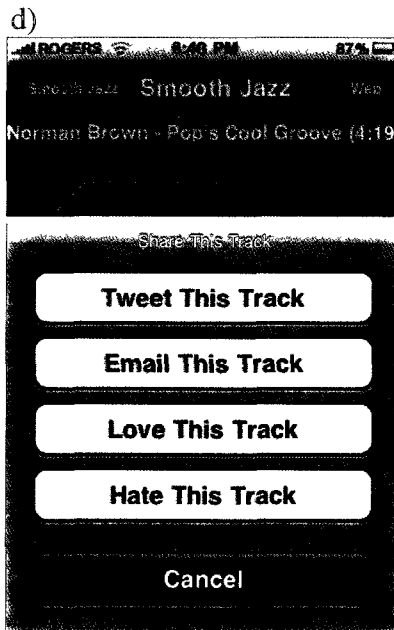 d)
ROGERS 8:46 PM 87%
Smooth Jazz Smooth Jazz Web
Norman Brown - Pop's Cool Groove (4:19
Share This Track
Tweet This Track
Email This Track
Love This Track
Hate This Track
Cancel